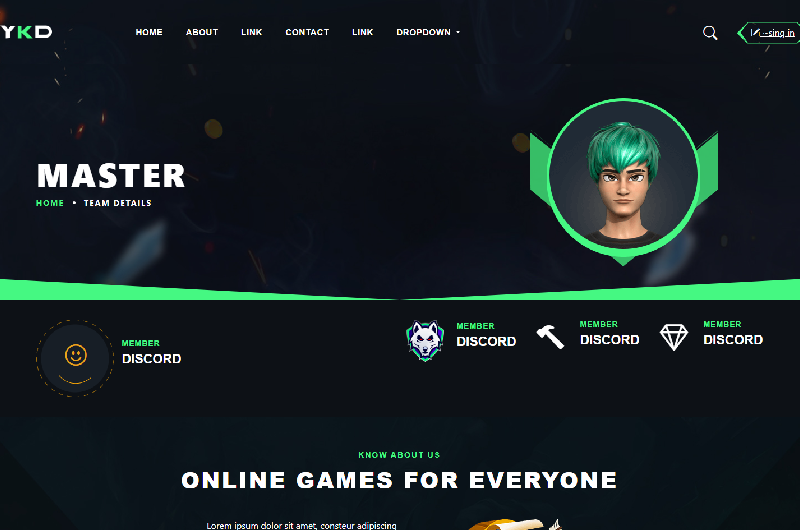 YKD
HOME ABOUT LINK CONTACT LINK DROPDOWN
sing in
MASTER
HOME • TEAM DETAILS
MEMBER
DISCORD
MEMBER
DISCORD
MEMBER
DISCORD
MEMBER
DISCORD
KNOW ABOUT US
ONLINE GAMES FOR EVERYONE
Lorem ipsum dolor sit amet, consteur adipiscing